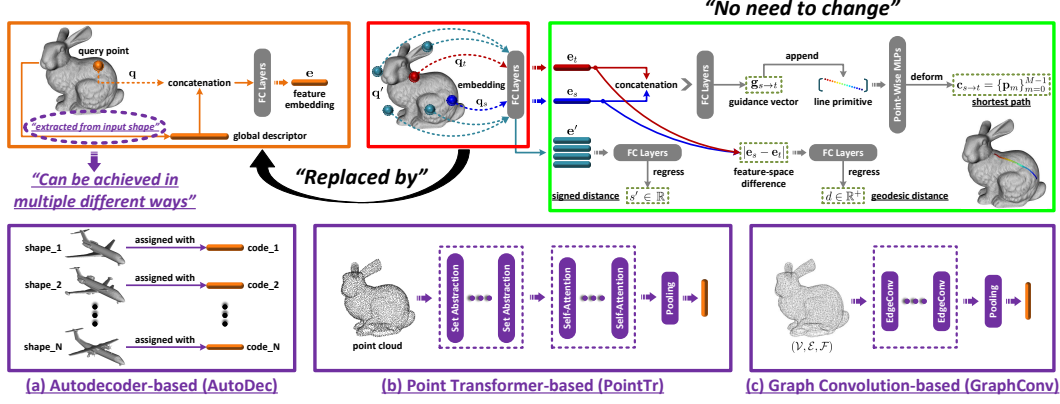 "No need to change"
query point
q
concatenation
FC Layers
e
feature
embedding
"extracted from input shape"
global descriptor
"Can be achieved in
multiple different ways"
q_t
embedding
q'
q_s
FC Layers
"Replaced by"
e_t
concatenation
e_s
FC Layers
g_{s→t}
guidance vector
append
line primitive
Point-Wise MLPs
deform
c_{s→t} = {p_m}_{m=0}^{M−1}
shortest path
e'
FC Layers
|e_s − e_t|
feature-space
difference
FC Layers
regress
regress
signed distance
s' ∈ ℝ
d ∈ ℝ⁺
geodesic distance
shape_1
assigned with
code_1
shape_2
assigned with
code_2
shape_N
assigned with
code_N
(a) Autodecoder-based (AutoDec)
point cloud
Set Abstraction
Set Abstraction
Self-Attention
Self-Attention
Pooling
(b) Point Transformer-based (PointTr)
(𝒱, ℰ, ℱ)
EdgeConv
EdgeConv
Pooling
(c) Graph Convolution-based (GraphConv)